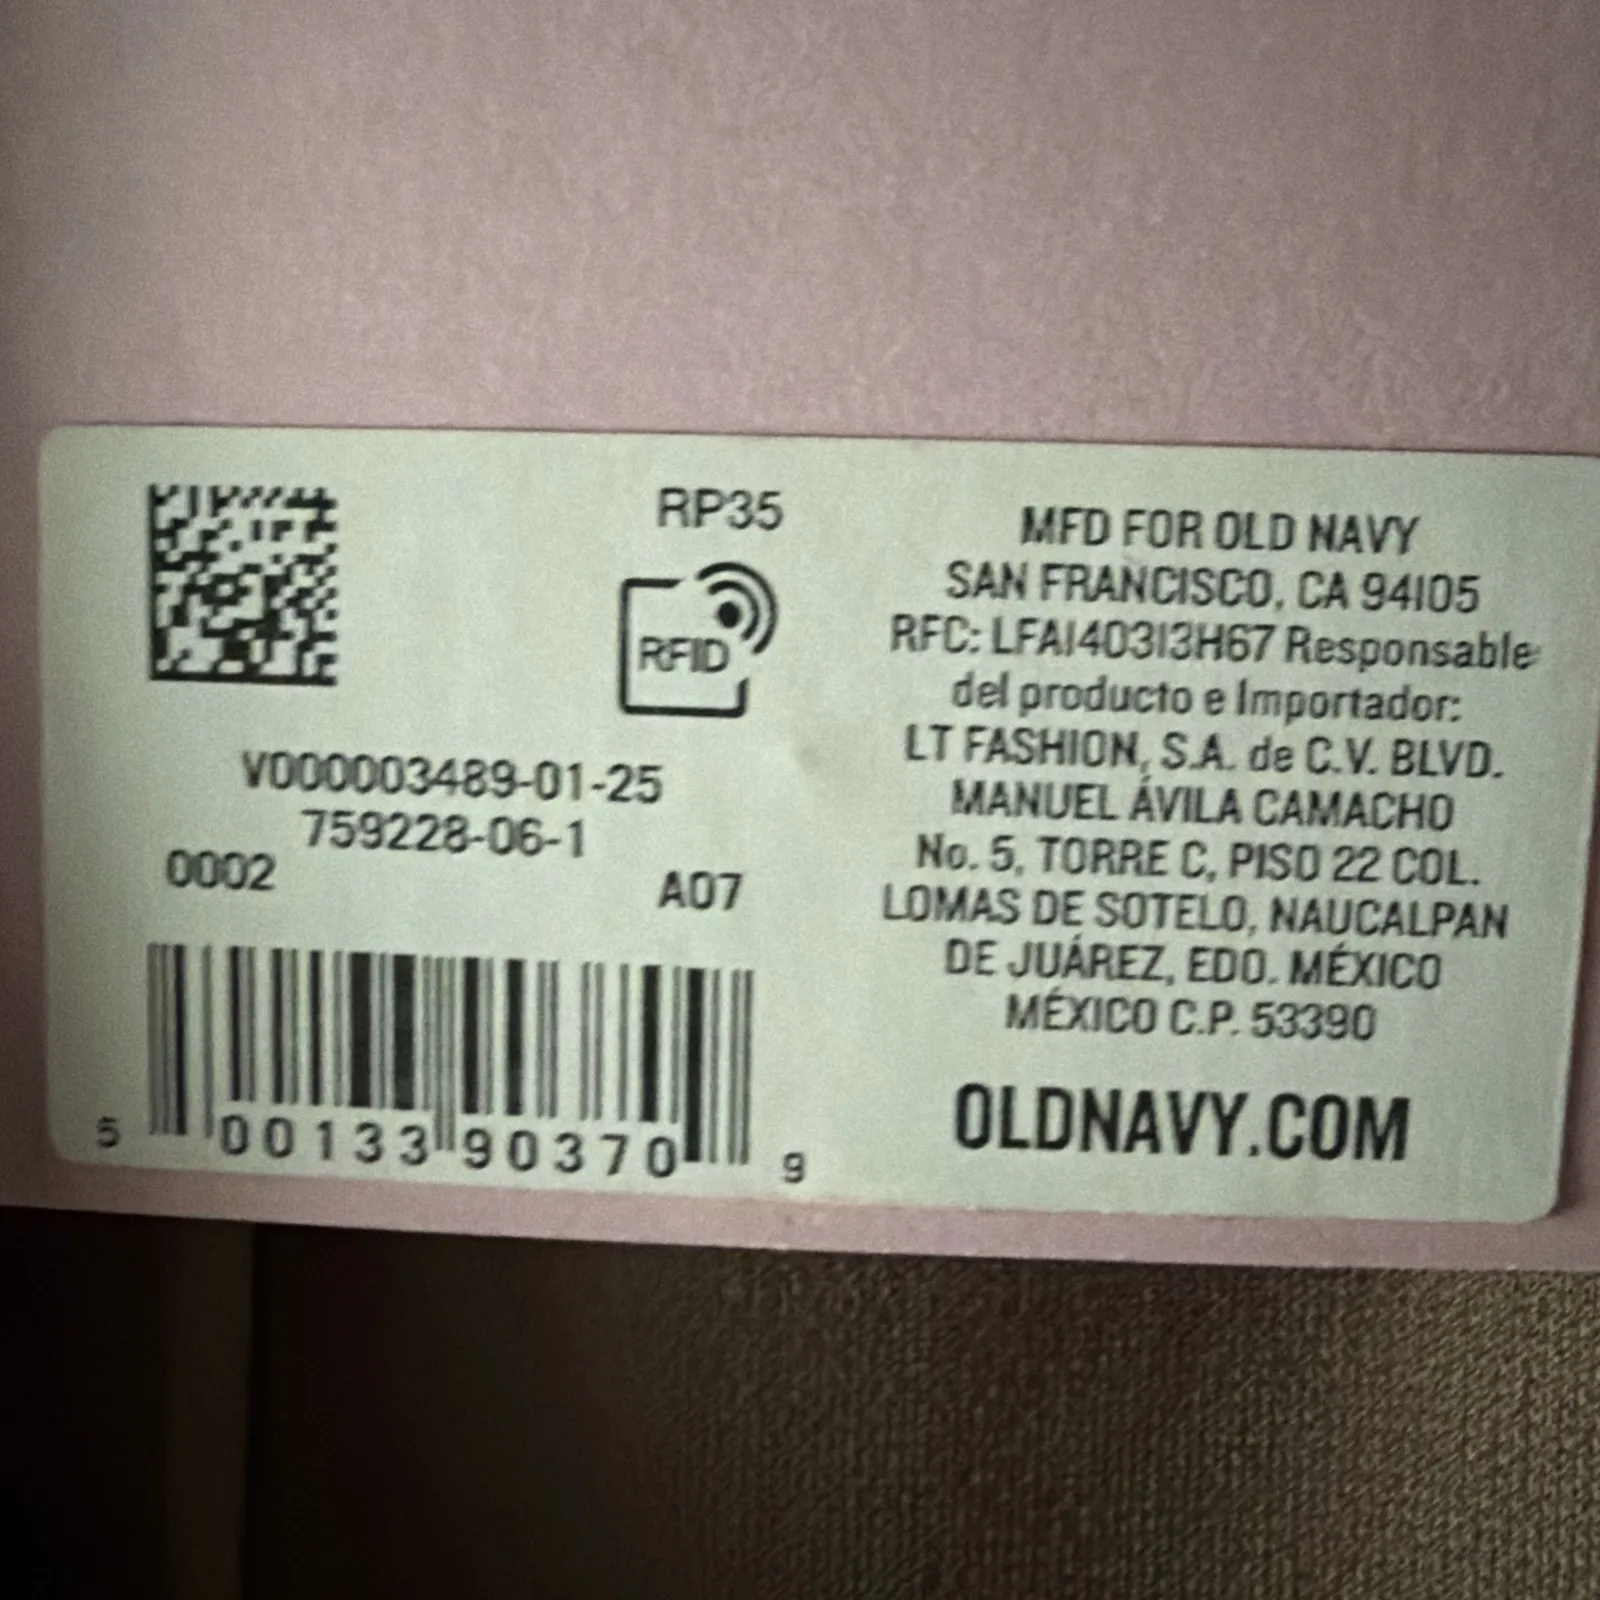 RP35
RFID
V000003489-01-25
759228-06-1
0002
A07
5 00133 90370 9
MFD FOR OLD NAVY
SAN FRANCISCO, CA 94105
RFC: LFA140313H67 Responsable
del producto e Importador:
LT FASHION, S.A. de C.V. BLVD.
MANUEL ÁVILA CAMACHO
No. 5, TORRE C, PISO 22 COL.
LOMAS DE SOTELO, NAUCALPAN
DE JUÁREZ, EDO. MÉXICO
MÉXICO C.P. 53390
OLDNAVY.COM